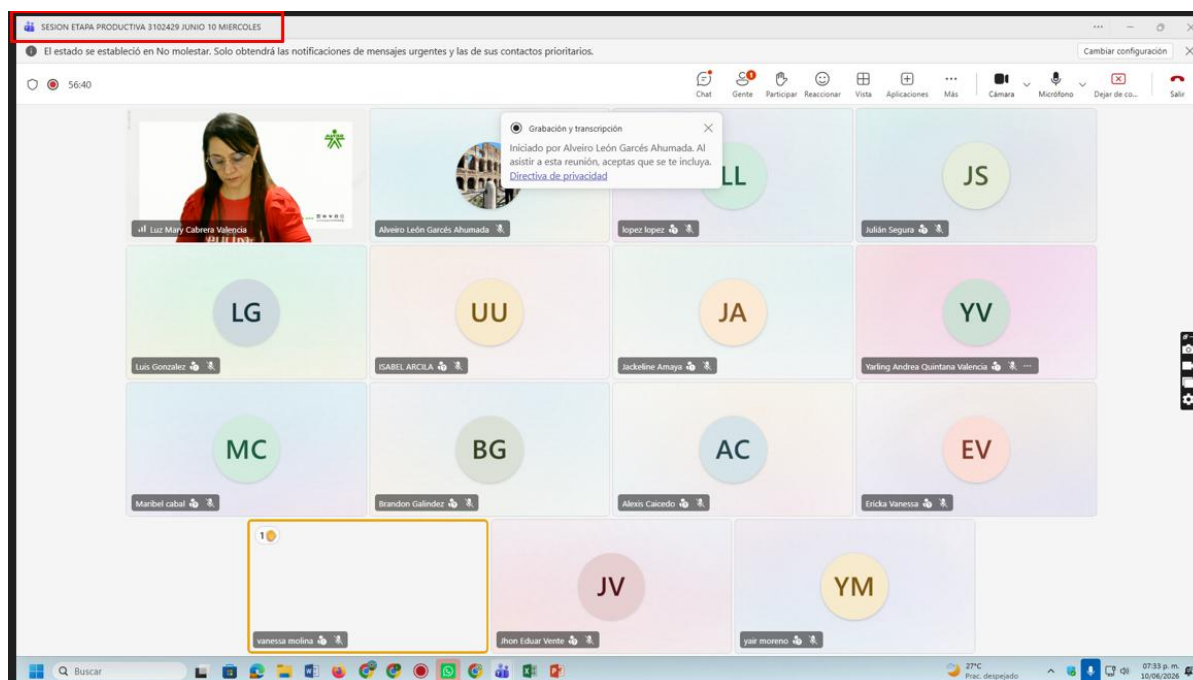 SESION ETAPA PRODUCTIVA 3102429 JUNIO 10 MIERCOLES
El estado se estableció en No molestar. Solo obtendrá las notificaciones de mensajes urgentes y las de sus contactos prioritarios.
Cambiar configuración
56:40
Chat
Gente
Participar
Reaccionar
Vista
Aplicaciones
Más
Cámara
Micrófono
Dejar de co...
Salir
Grabación y transcripción
Iniciado por Alveiro León Garcés Ahumada. Al
asistir a esta reunión, aceptas que se te incluya.
Directiva de privacidad
Luz Mary Cabrera Valencia
Alveiro León Garcés Ahumada
LL
lopez lopez
JS
Julián Segura
LG
Luis Gonzalez
UU
ISABEL ARCILA
JA
Jackeline Amaya
YV
Yarling Andrea Quintana Valencia
MC
Maribel cabal
BG
Brandon Galindez
AC
Alexis Caicedo
EV
Ericka Vanessa
1
vanessa molina
JV
Jhon Eduar Vente
YM
yair moreno
Buscar
27°C
Prac. despejado
07:33 p. m.
10/06/2026